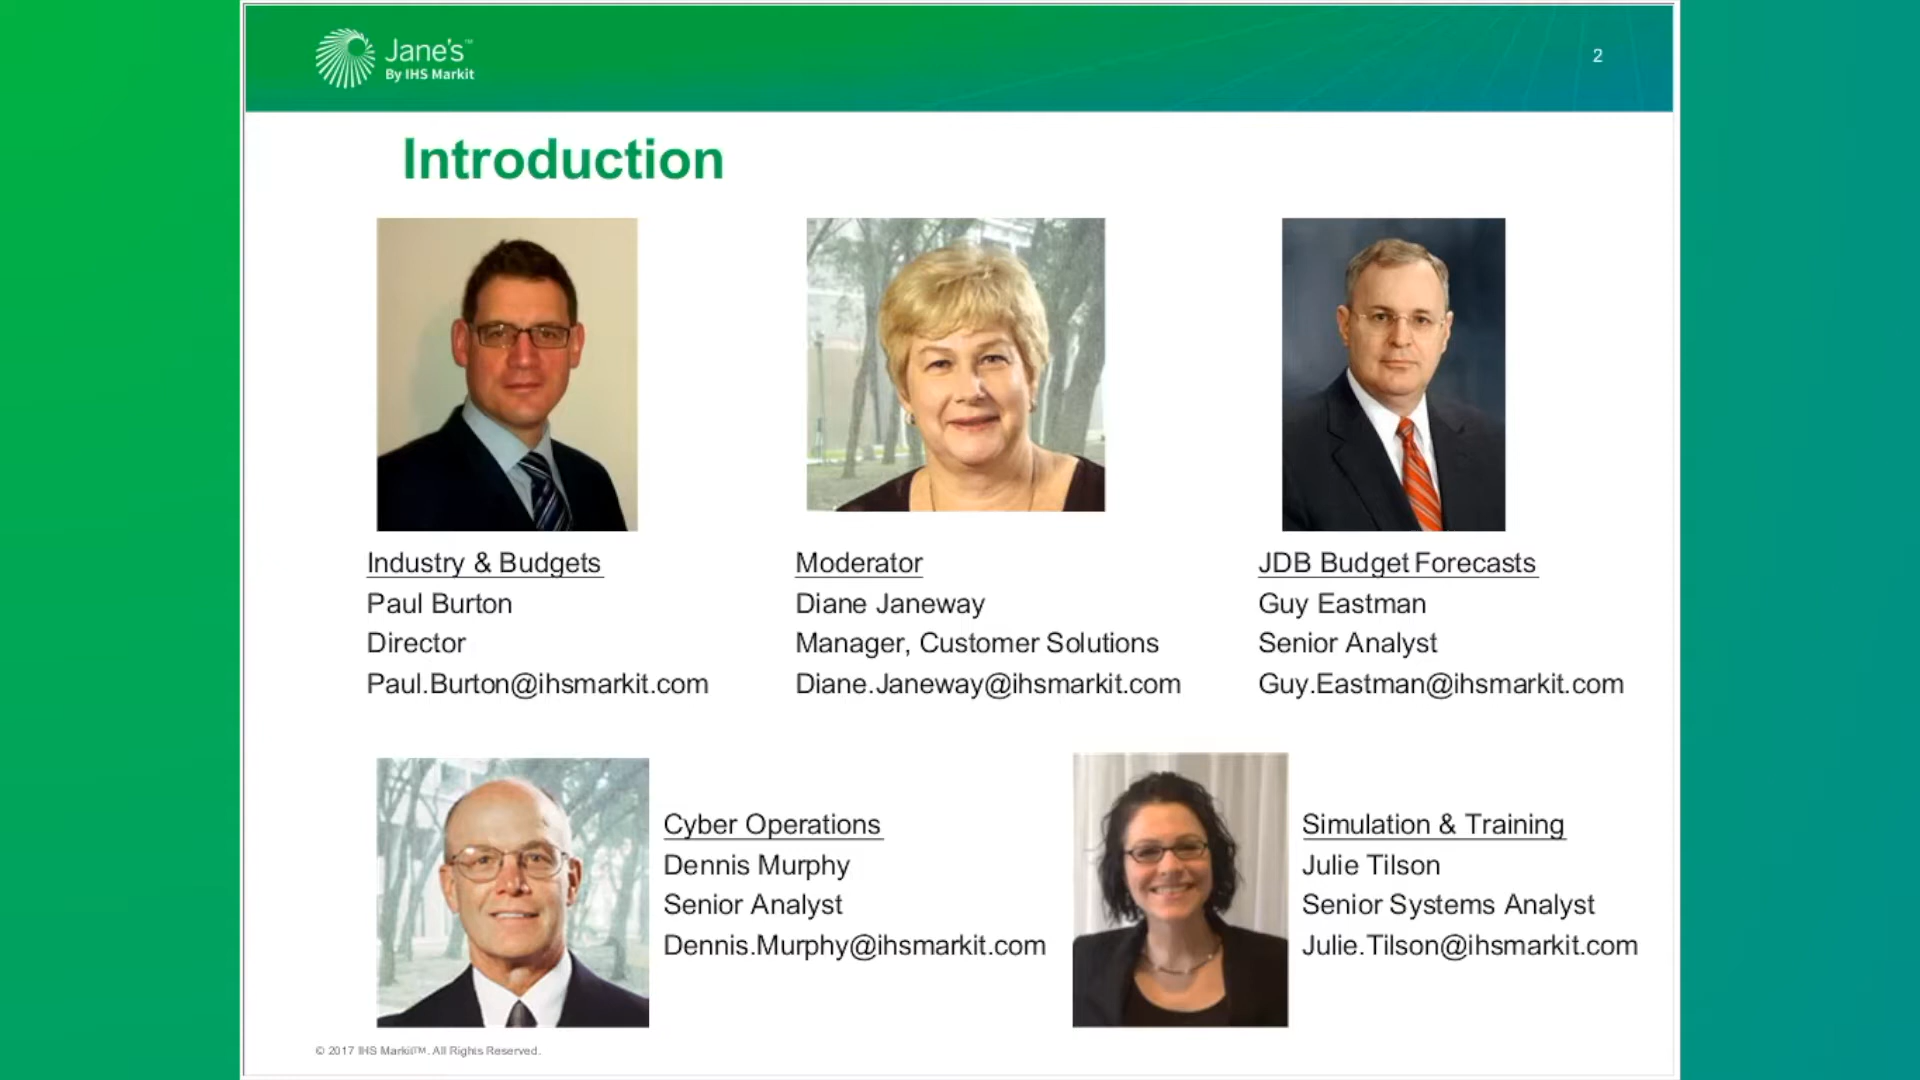 Jane's™
By IHS Markit
2
Introduction
Industry & Budgets
Paul Burton
Director
Paul.Burton@ihsmarkit.com
Moderator
Diane Janeway
Manager, Customer Solutions
Diane.Janeway@ihsmarkit.com
JDB Budget Forecasts
Guy Eastman
Senior Analyst
Guy.Eastman@ihsmarkit.com
Cyber Operations
Dennis Murphy
Senior Analyst
Dennis.Murphy@ihsmarkit.com
Simulation & Training
Julie Tilson
Senior Systems Analyst
Julie.Tilson@ihsmarkit.com
© 2017 IHS Markit™. All Rights Reserved.